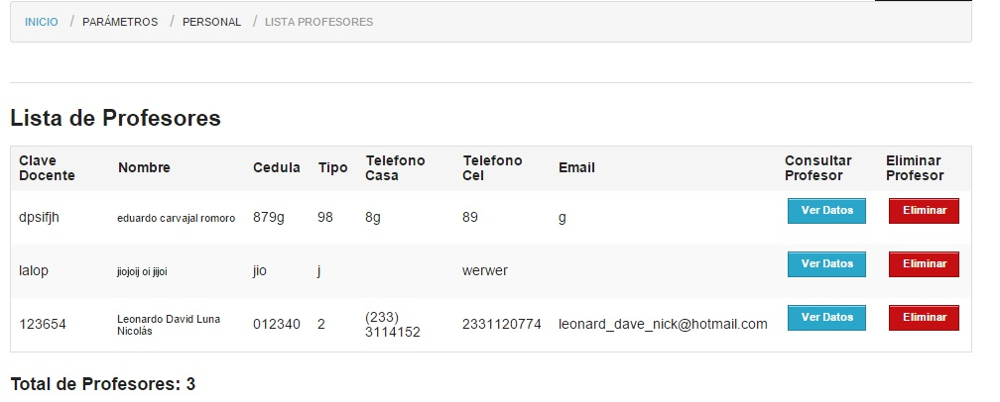 INICIO / PARÁMETROS / PERSONAL / LISTA PROFESORES
Lista de Profesores
Clave Docente Nombre Cedula Tipo Telefono Casa Telefono Cel Email Consultar Profesor Eliminar Profesor
dpsifjh eduardo carvajal romoro 879g 98 8g 89 g Ver Datos Eliminar
lalop jiojoij oi jijoi jio j werwer Ver Datos Eliminar
123654 Leonardo David Luna Nicolás 012340 2 (233) 3114152 2331120774 leonard_dave_nick@hotmail.com Ver Datos Eliminar
Total de Profesores: 3